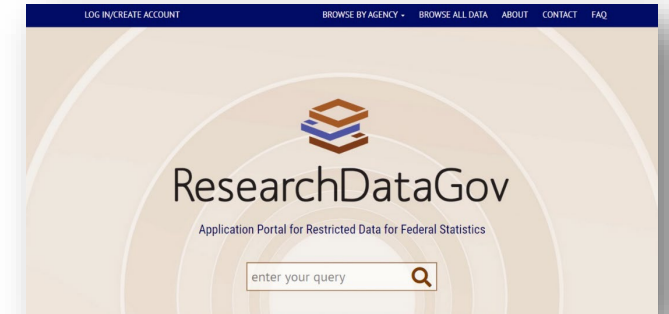 LOG IN/CREATE ACCOUNT BROWSE BY AGENCY BROWSE ALL DATA ABOUT CONTACT FAQ
ResearchDataGov
Application Portal for Restricted Data for Federal Statistics
enter your query